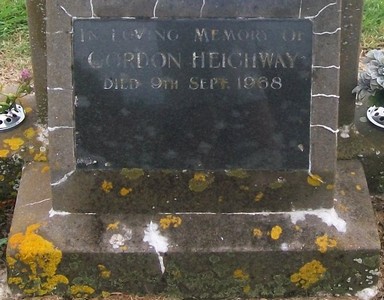 IN LOVING MEMORY OF
GORDON HEIGHWAY
DIED 9TH SEPT. 1968